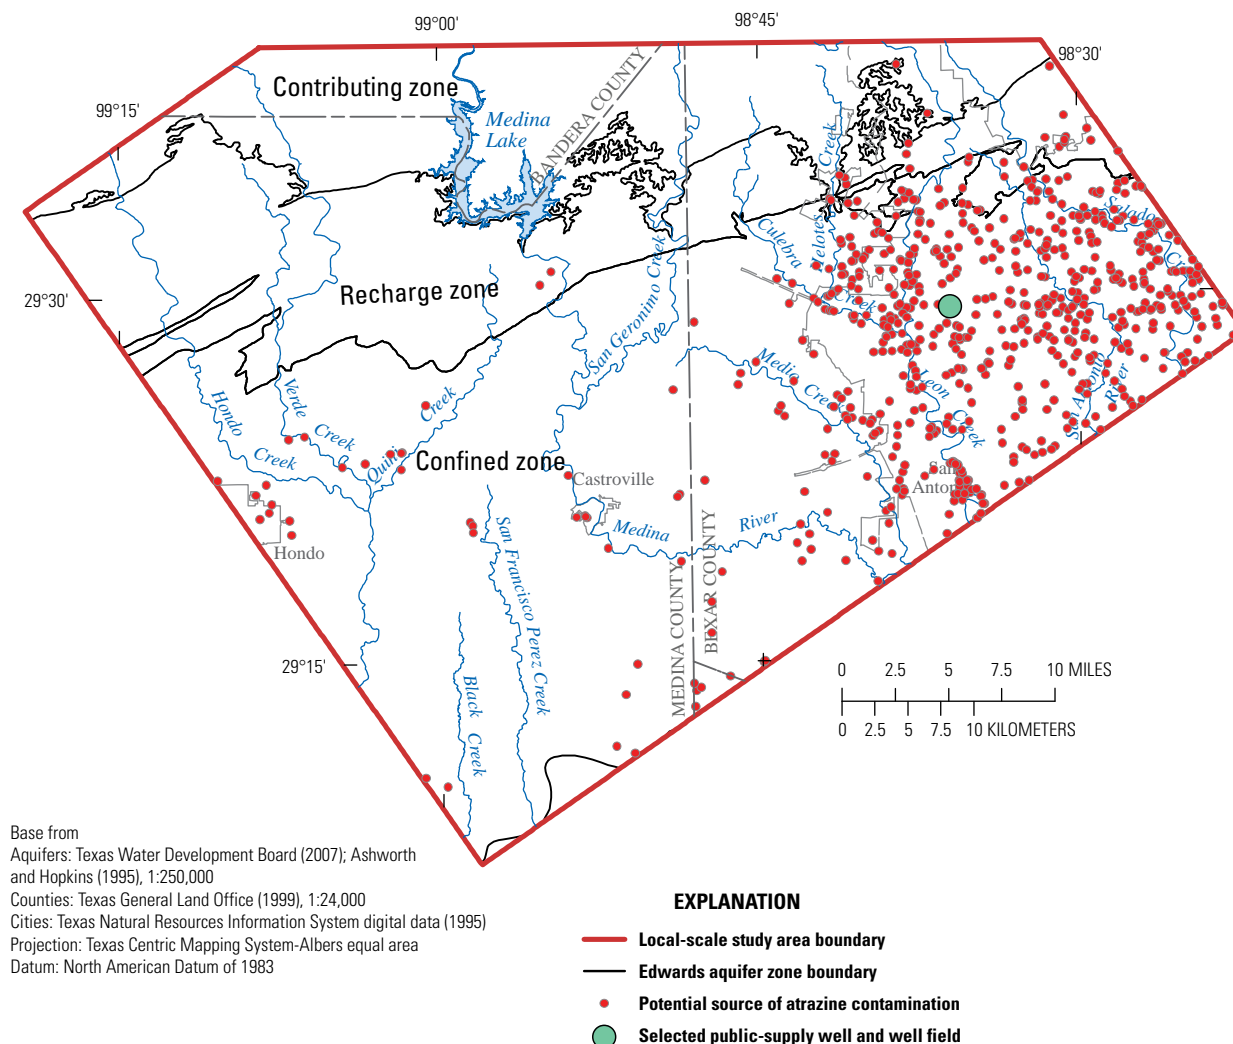 99°00'
98°45'
98°30'
99°15'
29°30'
29°15'
Contributing zone
Medina
Lake
BANDERA COUNTY
Creek
Helotes
Culebra
Creek
Salado
Creek
Recharge zone
San Geronimo Creek
Medio Creek
Leon
Creek
San Antonio
River
Hondo
Creek
Verde
Creek
Quihi
Creek
Confined zone
Castroville
San
Antonio
Medina
River
Hondo
San Francisco Perez Creek
Black
Creek
MEDINA COUNTY
BEXAR COUNTY
0 2.5 5 7.5 10 MILES
0 2.5 5 7.5 10 KILOMETERS
Base from
Aquifers: Texas Water Development Board (2007); Ashworth
and Hopkins (1995), 1:250,000
Counties: Texas General Land Office (1999), 1:24,000
Cities: Texas Natural Resources Information System digital data (1995)
Projection: Texas Centric Mapping System-Albers equal area
Datum: North American Datum of 1983
EXPLANATION
Local-scale study area boundary
Edwards aquifer zone boundary
Potential source of atrazine contamination
Selected public-supply well and well field